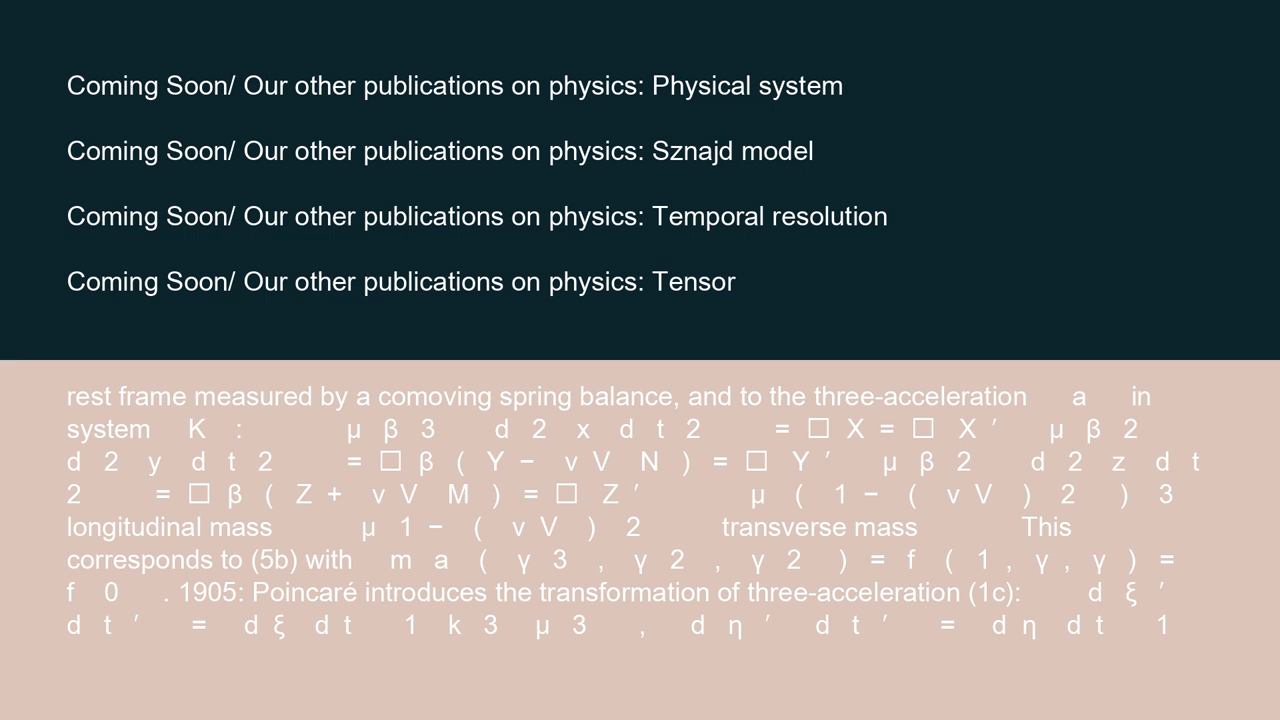 Coming Soon/ Our other publications on physics: Physical system
Coming Soon/ Our other publications on physics: Sznajd model
Coming Soon/ Our other publications on physics: Temporal resolution
Coming Soon/ Our other publications on physics: Tensor
rest frame measured by a comoving spring balance, and to the three-acceleration a in
system K : μ β 3 d 2 x d t 2 = □ X = □ X ′ μ β 2
d 2 y d t 2 = □ β ( Y − v V N ) = □ Y ′ μ β 2 d 2 z d t
2 = □ β ( Z + v V M ) = □ Z ′ μ ( 1 − ( v V ) 2 ) 3
longitudinal mass μ 1 − ( v V ) 2 transverse mass This
corresponds to (5b) with m a ( γ 3 , γ 2 , γ 2 ) = f ( 1 , γ , γ ) =
f 0 . 1905: Poincaré introduces the transformation of three-acceleration (1c): d ξ ′
d t ′ = d ξ d t 1 k 3 μ 3 , d η ′ d t ′ = d η d t 1